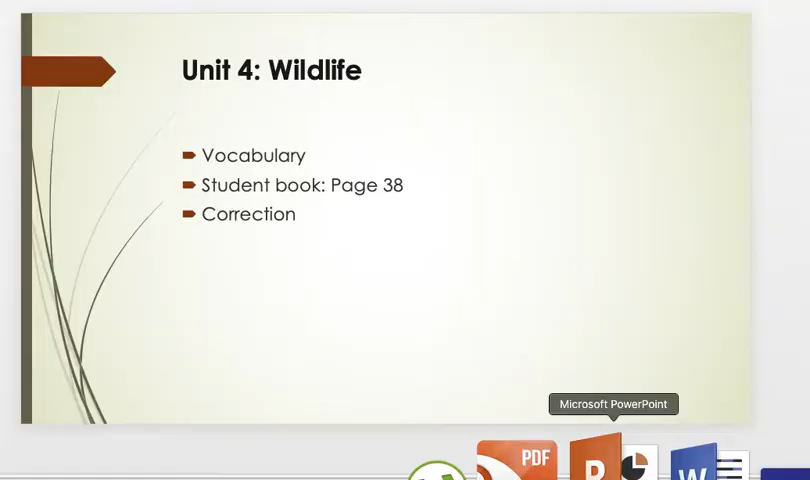 Unit 4: Wildlife
Vocabulary
Student book: Page 38
Correction
Microsoft PowerPoint
PDF
P
W